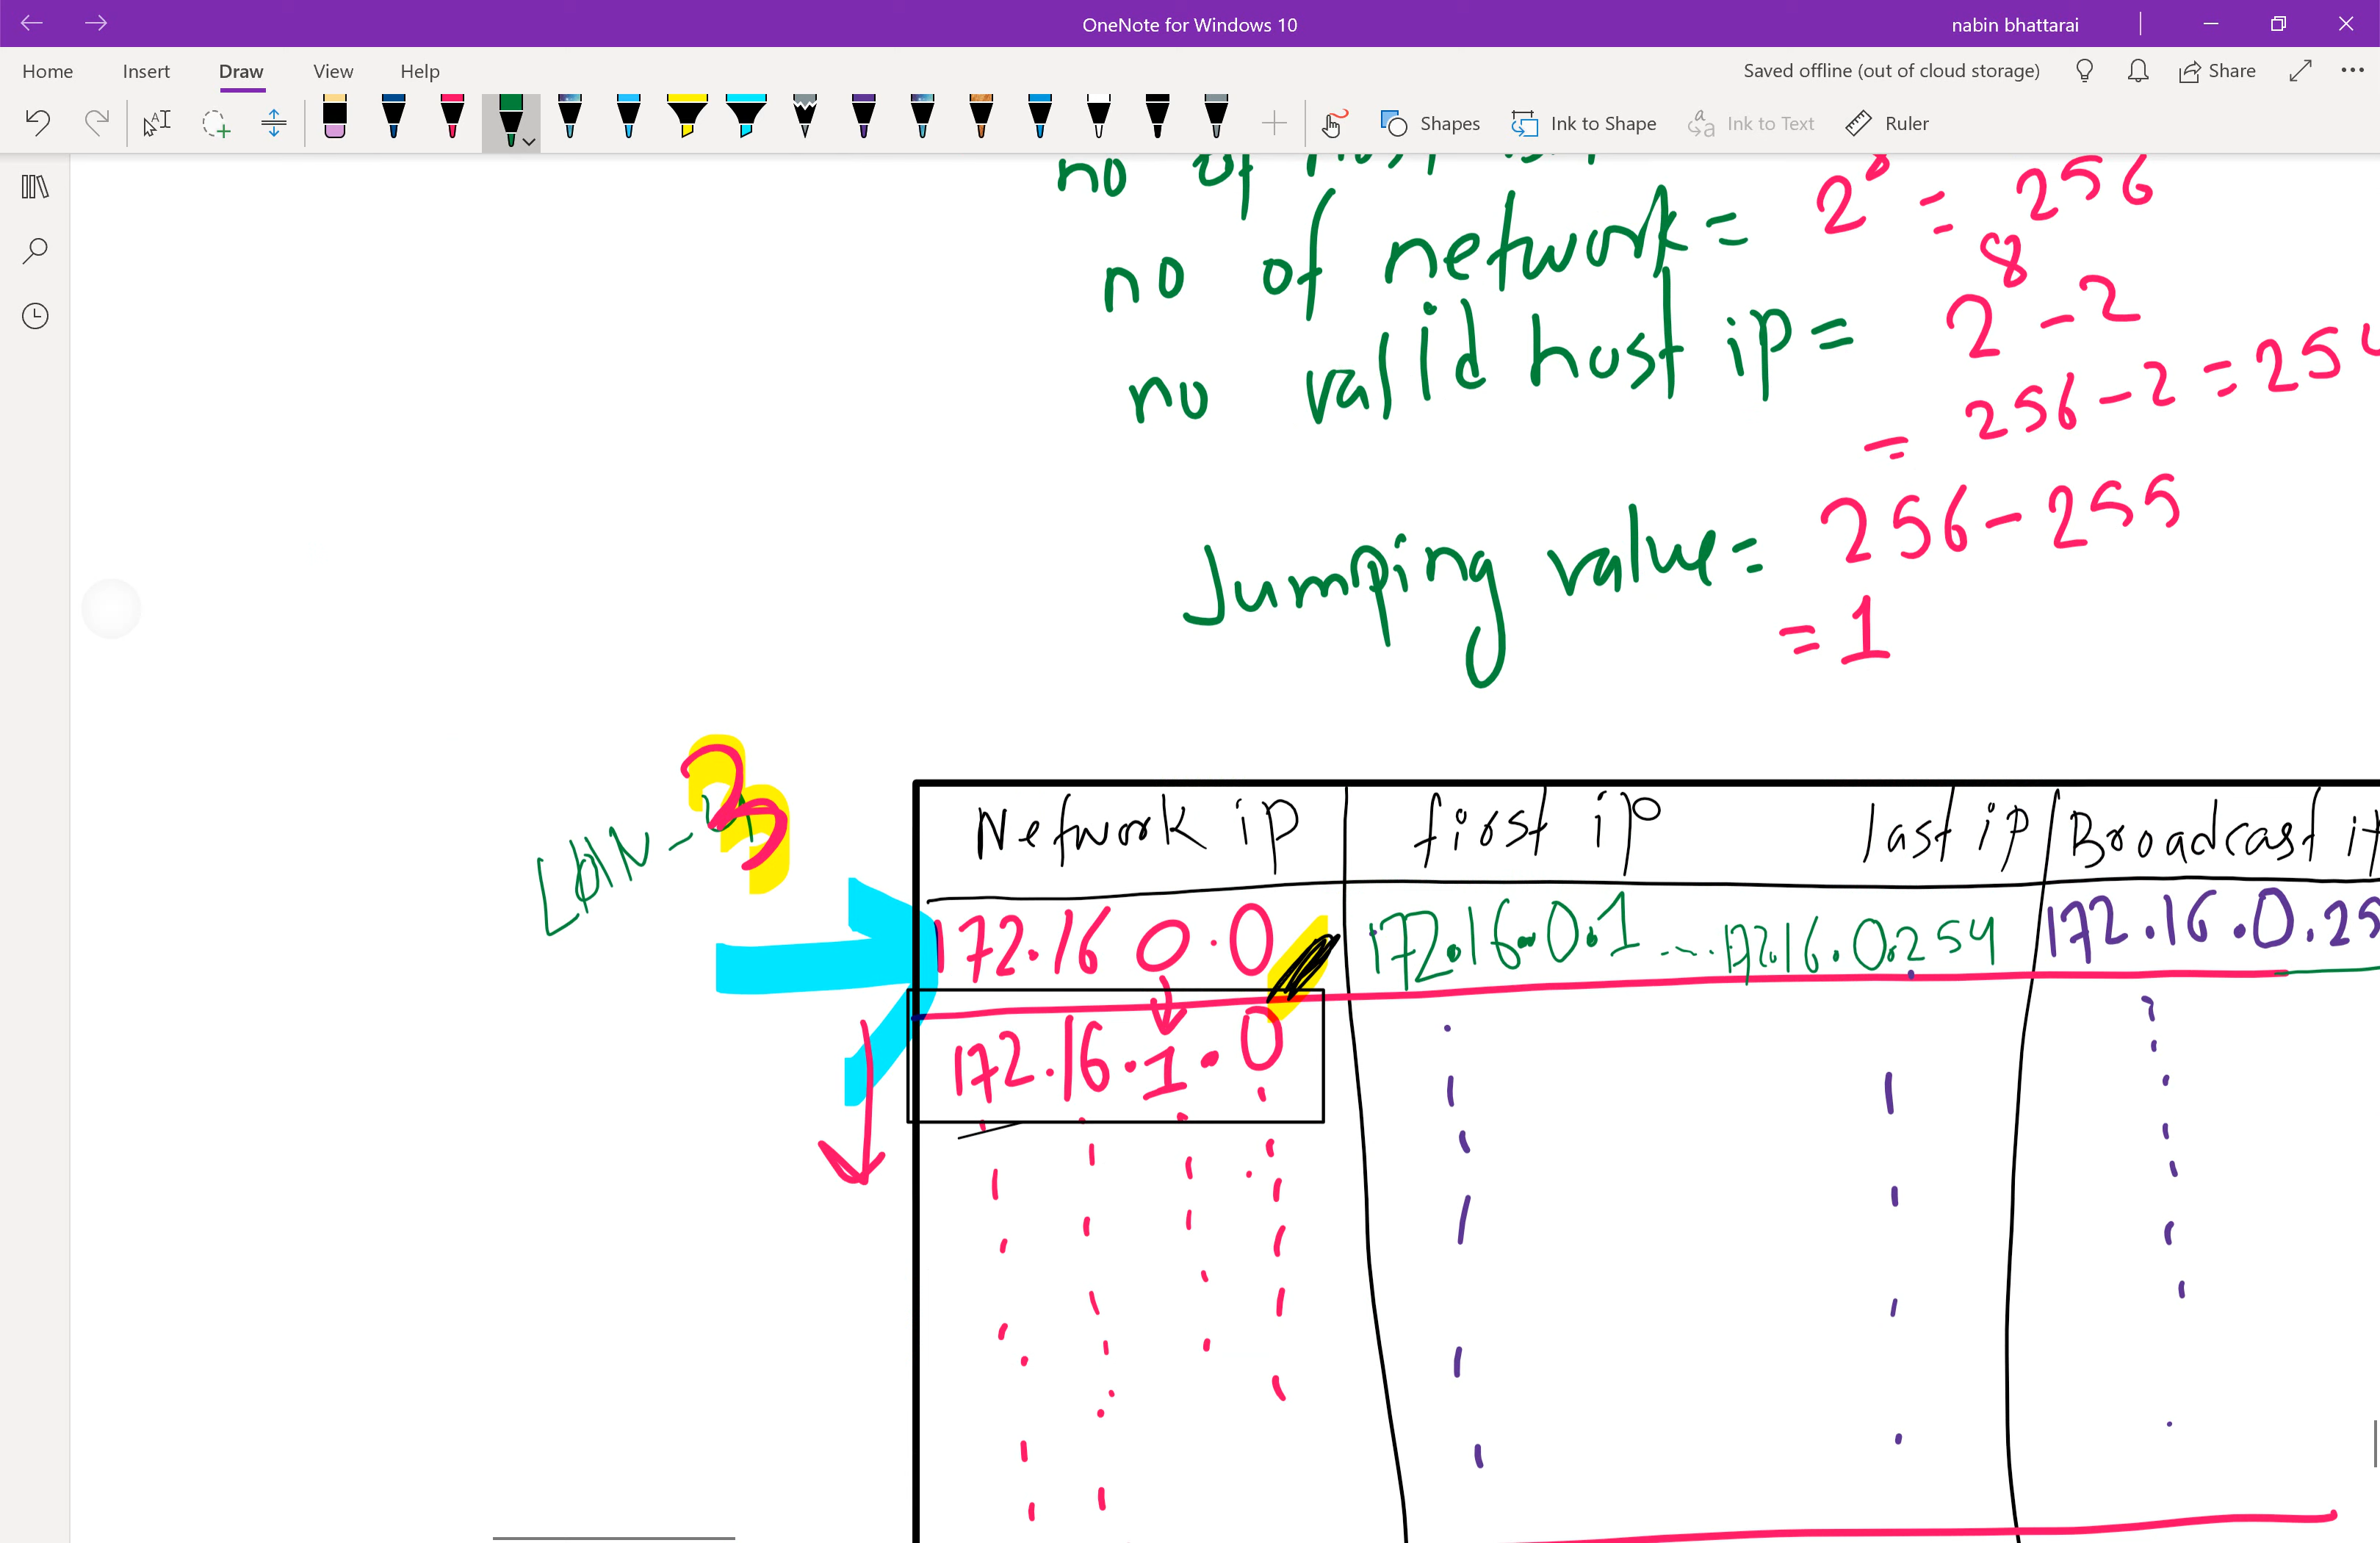 OneNote for Windows 10
nabin bhattarai
Home Insert Draw View Help
Saved offline (out of cloud storage)
Share
Shapes
Ink to Shape
Ink to Text
Ruler
no of host
no of network = 2^8 = 256
no valid host ip = 2^8 - 2
= 256 - 2 = 254
Jumping value = 256 - 255
= 1
LAN - 3
Network ip first ip last ip Broadcast ip
172.16 0.0 172.16.0.1 .... 172.16.0.254 172.16.0.25
172.16.1.0